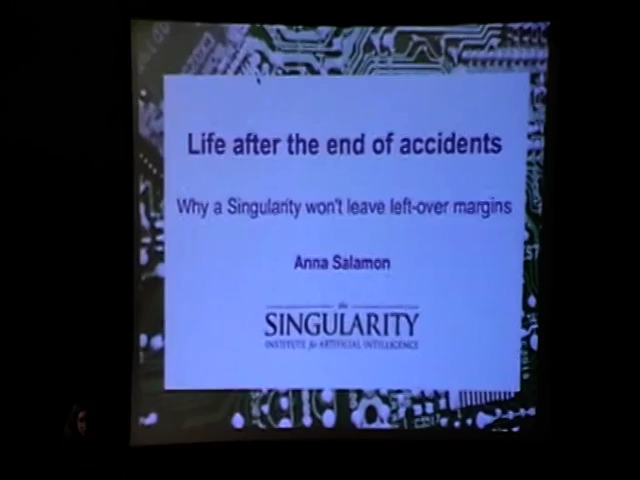 Life after the end of accidents
Why a Singularity won't leave left-over margins
Anna Salamon
the
SINGULARITY
INSTITUTE for ARTIFICIAL INTELLIGENCE